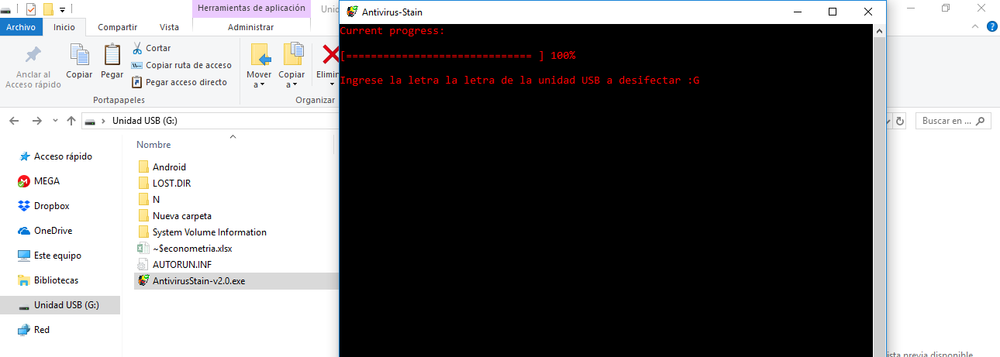 Herramientas de aplicación
Unid
Antivirus-Stain
Archivo
Inicio
Compartir
Vista
Administrar
Anclar al
Acceso rápido
Copiar
Pegar
Cortar
Copiar ruta de acceso
Pegar acceso directo
Portapapeles
Mover
a
Copiar
a
Elimin
Organizar
Current progress:
[============================== ] 100%
Ingrese la letra la letra de la unidad USB a desifectar :G
Unidad USB (G:)
Buscar en ...
Nombre
Acceso rápido
MEGA
Dropbox
OneDrive
Este equipo
Bibliotecas
Unidad USB (G:)
Red
Android
LOST.DIR
N
Nueva carpeta
System Volume Information
~$econometria.xlsx
AUTORUN.INF
AntivirusStain-v2.0.exe
ista previa disponible